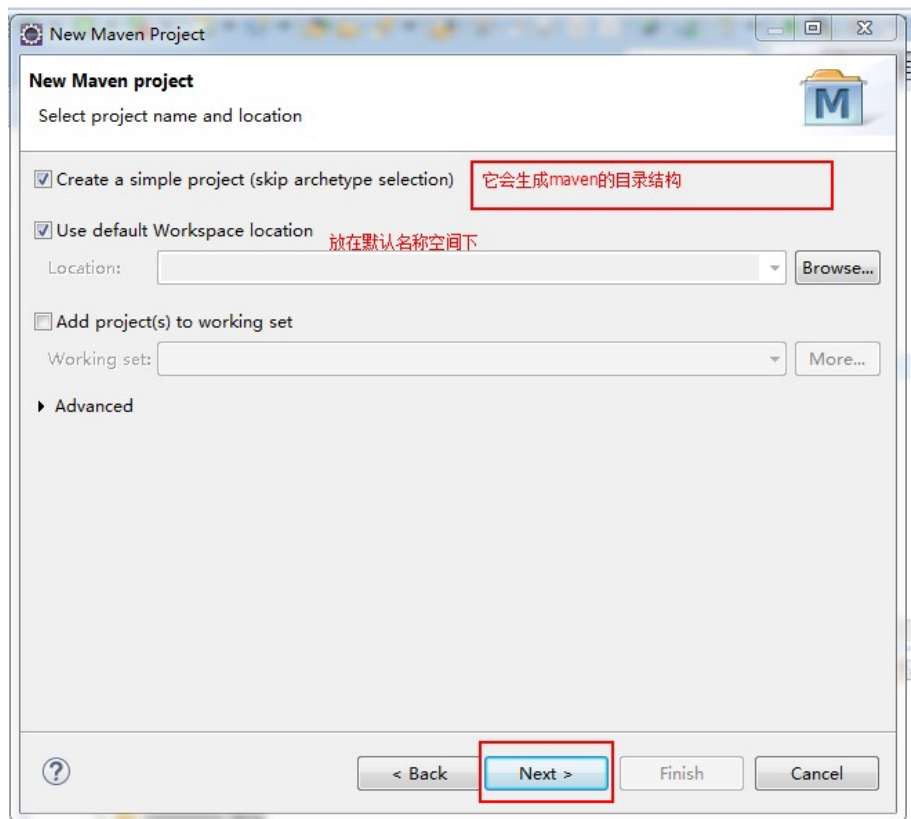 New Maven Project
New Maven project
Select project name and location
M
Create a simple project (skip archetype selection) 它会生成maven的目录结构
Use default Workspace location
放在默认名称空间下
Location: Browse...
Add project(s) to working set
Working set: More...
Advanced
? < Back Next > Finish Cancel